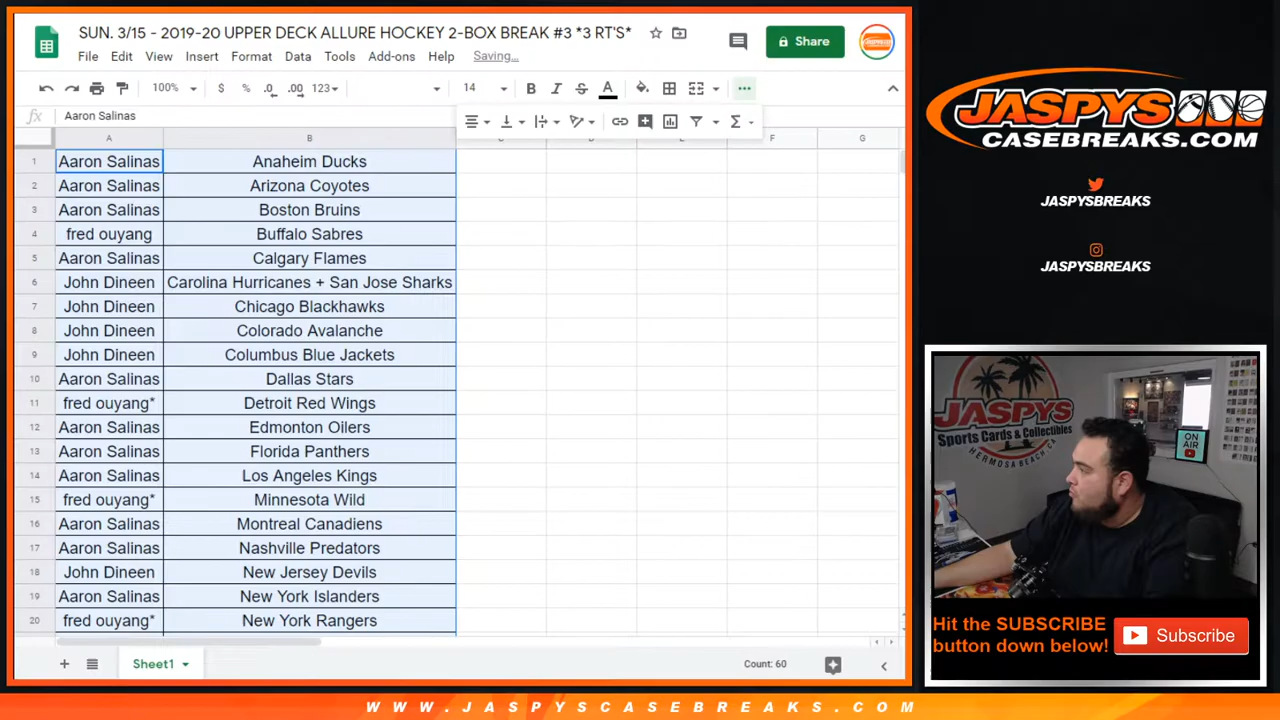 SUN. 3/15 - 2019-20 UPPER DECK ALLURE HOCKEY 2-BOX BREAK #3 *3 RT'S*
Share
File Edit View Insert Format Data Tools Add-ons Help Saving...
100% $ % .0 .00 123 14 B I S A
fx Aaron Salinas
A B F G
1 Aaron Salinas Anaheim Ducks
2 Aaron Salinas Arizona Coyotes
3 Aaron Salinas Boston Bruins
4 fred ouyang Buffalo Sabres
5 Aaron Salinas Calgary Flames
6 John Dineen Carolina Hurricanes + San Jose Sharks
7 John Dineen Chicago Blackhawks
8 John Dineen Colorado Avalanche
9 John Dineen Columbus Blue Jackets
10 Aaron Salinas Dallas Stars
11 fred ouyang* Detroit Red Wings
12 Aaron Salinas Edmonton Oilers
13 Aaron Salinas Florida Panthers
14 Aaron Salinas Los Angeles Kings
15 fred ouyang* Minnesota Wild
16 Aaron Salinas Montreal Canadiens
17 Aaron Salinas Nashville Predators
18 John Dineen New Jersey Devils
19 Aaron Salinas New York Islanders
20 fred ouyang* New York Rangers
Sheet1
Count: 60
JASPYS
CASEBREAKS.COM
JASPYSBREAKS
JASPYSBREAKS
JASPYS
Sports Cards & Collectibles
HERMOSA BEACH, CA
ON AIR
Hit the SUBSCRIBE
button down below!
Subscribe
WWW.JASPYSCASEBREAKS.COM